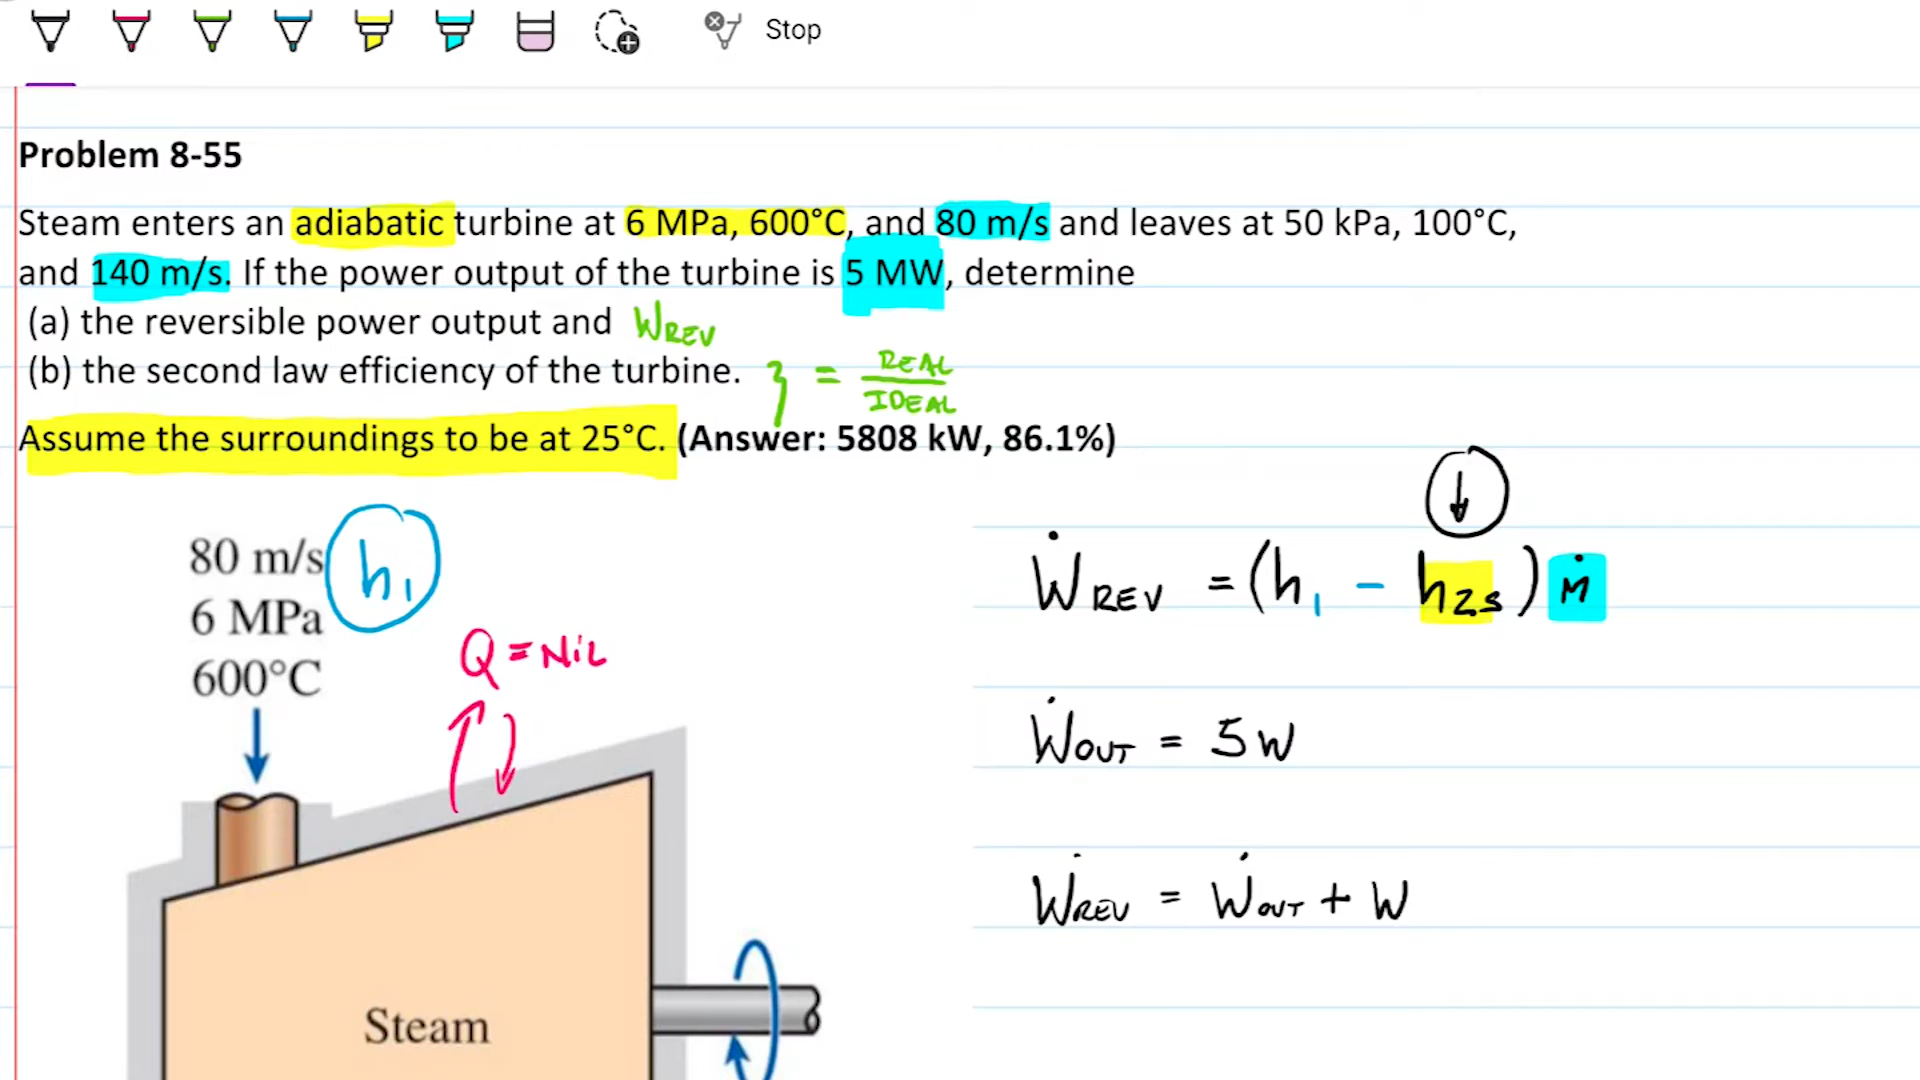 Stop
Problem 8-55
Steam enters an adiabatic turbine at 6 MPa, 600°C, and 80 m/s and leaves at 50 kPa, 100°C,
and 140 m/s. If the power output of the turbine is 5 MW, determine
(a) the reversible power output and ẆREV
(b) the second law efficiency of the turbine. η = REAL / IDEAL
Assume the surroundings to be at 25°C. (Answer: 5808 kW, 86.1%)
80 m/s
6 MPa
600°C
h₁
Q = NIL
Steam
↓
ẆREV = (h₁ - h2s) ṁ
ẆOUT = 5W
ẆREV = ẆOUT + W